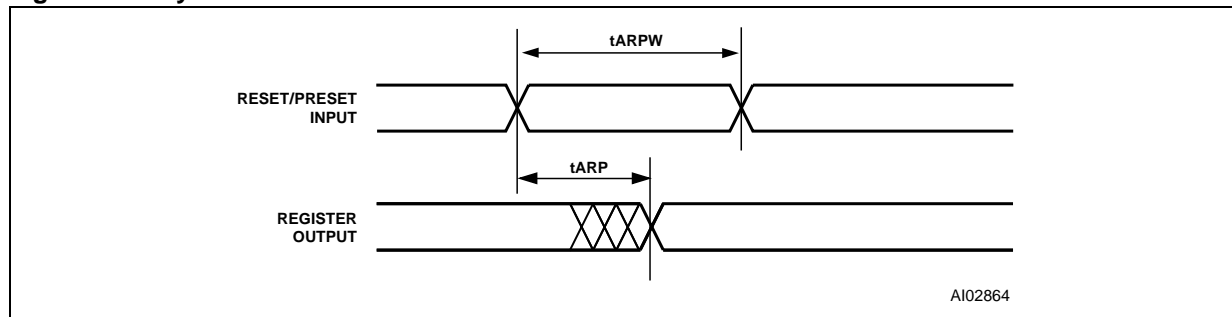 tARPW
RESET/PRESET
INPUT
tARP
REGISTER
OUTPUT
AI02864